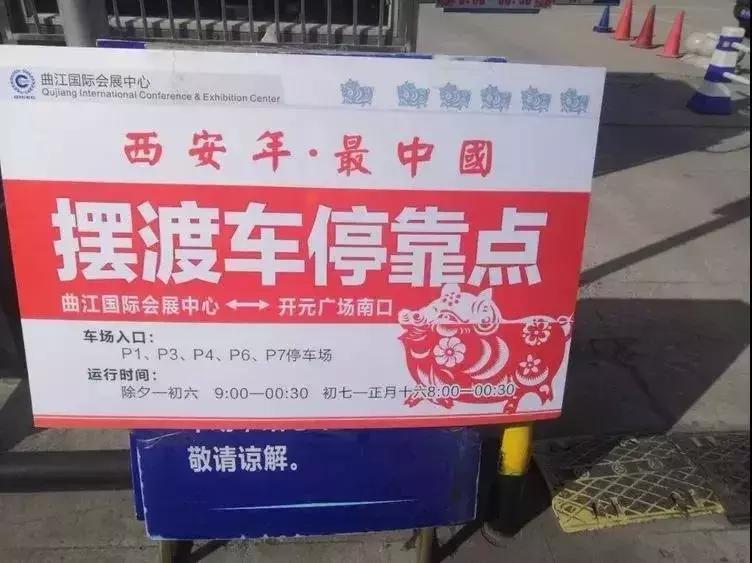 曲江国际会展中心
Qujiang International Conference & Exhibition Center
西安年·最中國
摆渡车停靠点
曲江国际会展中心 ⟷ 开元广场南口
车场入口：
P1、P3、P4、P6、P7停车场
运行时间：
除夕—初六 9:00—00:30 初七—正月十六8:00—00:30
敬请谅解。